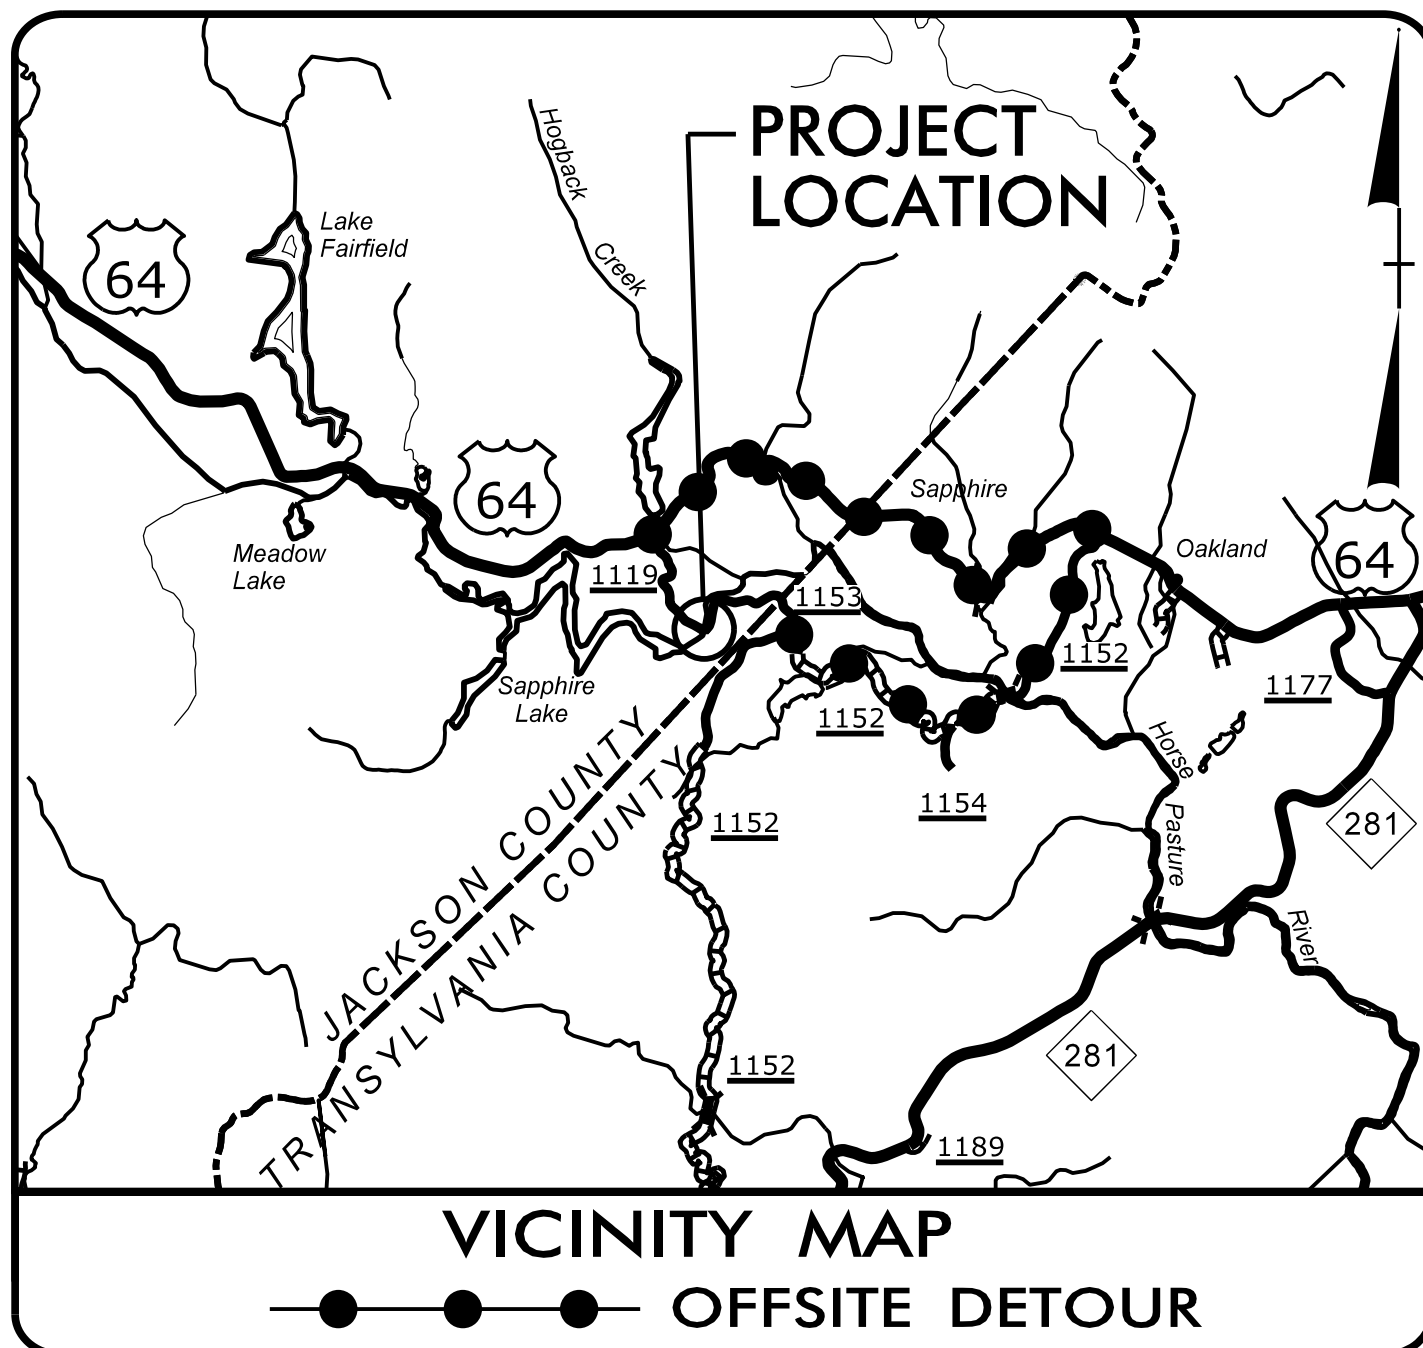 PROJECT
LOCATION
Hogback
Creek
Lake
Fairfield
64
64
Sapphire
Oakland
64
Meadow
Lake
1119
1153
1152
1177
Sapphire
Lake
1152
Horse
1154
1152
Pasture
281
JACKSON COUNTY
TRANSYLVANIA COUNTY
River
281
1152
1189
VICINITY MAP
OFFSITE DETOUR